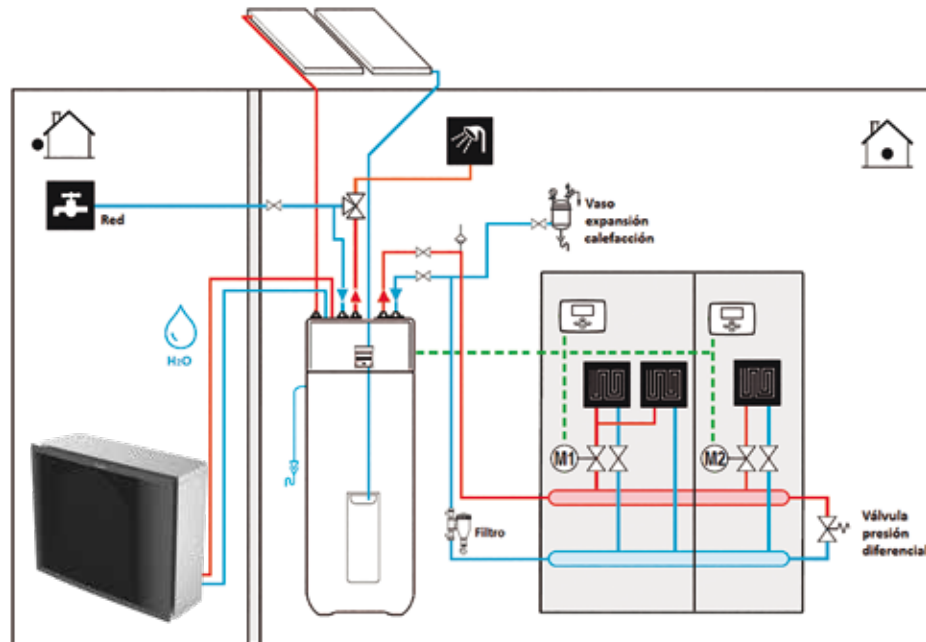 Red
Vaso
expansión
calefacción
H₂O
M1
M2
Filtro
Válvula
presión
diferencial